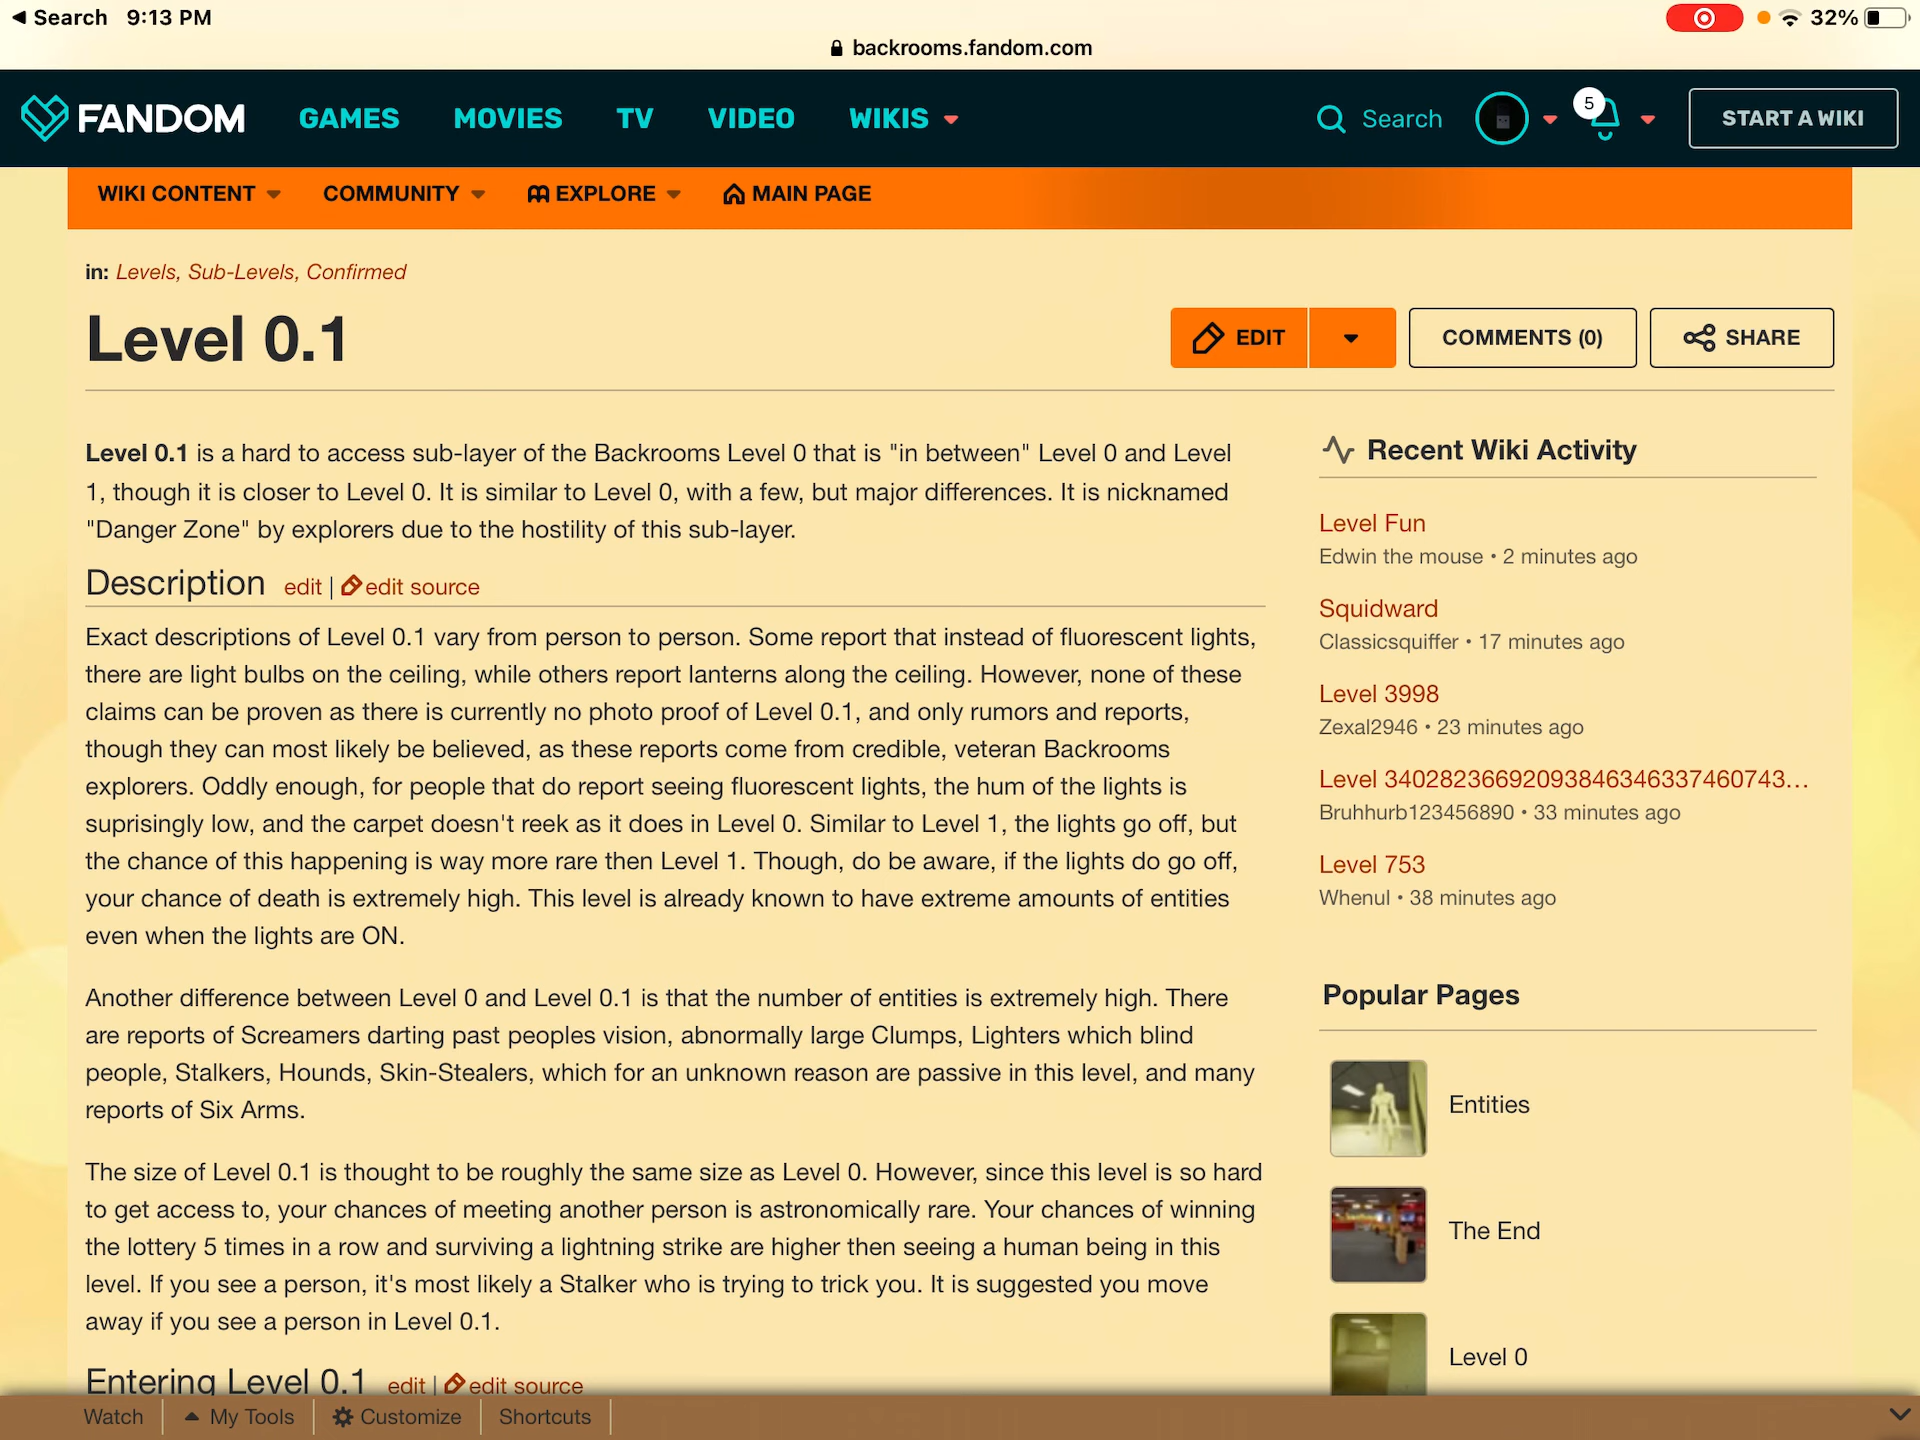 Search 9:13 PM
32%
backrooms.fandom.com
FANDOM GAMES MOVIES TV VIDEO WIKIS Search 5 START A WIKI
WIKI CONTENT COMMUNITY EXPLORE MAIN PAGE
in: Levels, Sub-Levels, Confirmed
Level 0.1
EDIT COMMENTS (0) SHARE
Level 0.1 is a hard to access sub-layer of the Backrooms Level 0 that is "in between" Level 0 and Level
1, though it is closer to Level 0. It is similar to Level 0, with a few, but major differences. It is nicknamed
"Danger Zone" by explorers due to the hostility of this sub-layer.
Description edit | edit source
Exact descriptions of Level 0.1 vary from person to person. Some report that instead of fluorescent lights,
there are light bulbs on the ceiling, while others report lanterns along the ceiling. However, none of these
claims can be proven as there is currently no photo proof of Level 0.1, and only rumors and reports,
though they can most likely be believed, as these reports come from credible, veteran Backrooms
explorers. Oddly enough, for people that do report seeing fluorescent lights, the hum of the lights is
suprisingly low, and the carpet doesn't reek as it does in Level 0. Similar to Level 1, the lights go off, but
the chance of this happening is way more rare then Level 1. Though, do be aware, if the lights do go off,
your chance of death is extremely high. This level is already known to have extreme amounts of entities
even when the lights are ON.
Another difference between Level 0 and Level 0.1 is that the number of entities is extremely high. There
are reports of Screamers darting past peoples vision, abnormally large Clumps, Lighters which blind
people, Stalkers, Hounds, Skin-Stealers, which for an unknown reason are passive in this level, and many
reports of Six Arms.
The size of Level 0.1 is thought to be roughly the same size as Level 0. However, since this level is so hard
to get access to, your chances of meeting another person is astronomically rare. Your chances of winning
the lottery 5 times in a row and surviving a lightning strike are higher then seeing a human being in this
level. If you see a person, it's most likely a Stalker who is trying to trick you. It is suggested you move
away if you see a person in Level 0.1.
Entering Level 0.1 edit | edit source
Recent Wiki Activity
Level Fun
Edwin the mouse • 2 minutes ago
Squidward
Classicsquiffer • 17 minutes ago
Level 3998
Zexal2946 • 23 minutes ago
Level 34028236692093846346337460743...
Bruhhurb123456890 • 33 minutes ago
Level 753
Whenul • 38 minutes ago
Popular Pages
Entities
The End
Level 0
Watch My Tools Customize Shortcuts